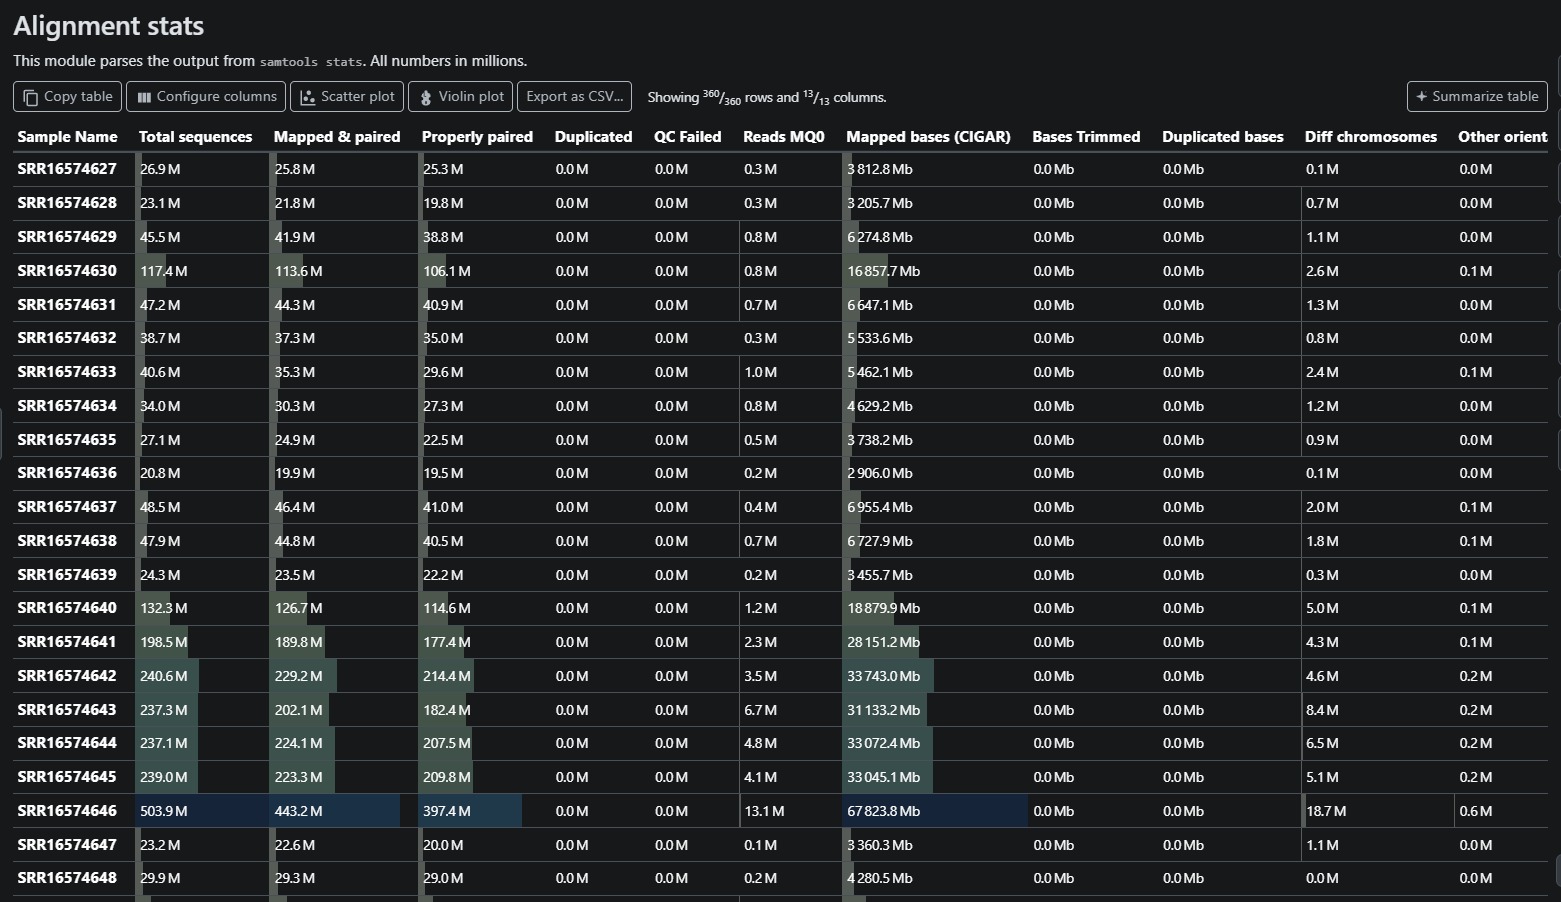 Alignment stats
This module parses the output from samtools stats. All numbers in millions.
Copy table Configure columns Scatter plot Violin plot Export as CSV... Showing 360/360 rows and 13/13 columns. Summarize table
Sample Name Total sequences Mapped & paired Properly paired Duplicated QC Failed Reads MQ0 Mapped bases (CIGAR) Bases Trimmed Duplicated bases Diff chromosomes Other orient
SRR16574627 26.9 M 25.8 M 25.3 M 0.0 M 0.0 M 0.3 M 3 812.8 Mb 0.0 Mb 0.0 Mb 0.1 M 0.0 M
SRR16574628 23.1 M 21.8 M 19.8 M 0.0 M 0.0 M 0.3 M 3 205.7 Mb 0.0 Mb 0.0 Mb 0.7 M 0.0 M
SRR16574629 45.5 M 41.9 M 38.8 M 0.0 M 0.0 M 0.8 M 6 274.8 Mb 0.0 Mb 0.0 Mb 1.1 M 0.0 M
SRR16574630 117.4 M 113.6 M 106.1 M 0.0 M 0.0 M 0.8 M 16 857.7 Mb 0.0 Mb 0.0 Mb 2.6 M 0.1 M
SRR16574631 47.2 M 44.3 M 40.9 M 0.0 M 0.0 M 0.7 M 6 647.1 Mb 0.0 Mb 0.0 Mb 1.3 M 0.0 M
SRR16574632 38.7 M 37.3 M 35.0 M 0.0 M 0.0 M 0.3 M 5 533.6 Mb 0.0 Mb 0.0 Mb 0.8 M 0.0 M
SRR16574633 40.6 M 35.3 M 29.6 M 0.0 M 0.0 M 1.0 M 5 462.1 Mb 0.0 Mb 0.0 Mb 2.4 M 0.1 M
SRR16574634 34.0 M 30.3 M 27.3 M 0.0 M 0.0 M 0.8 M 4 629.2 Mb 0.0 Mb 0.0 Mb 1.2 M 0.0 M
SRR16574635 27.1 M 24.9 M 22.5 M 0.0 M 0.0 M 0.5 M 3 738.2 Mb 0.0 Mb 0.0 Mb 0.9 M 0.0 M
SRR16574636 20.8 M 19.9 M 19.5 M 0.0 M 0.0 M 0.2 M 2 906.0 Mb 0.0 Mb 0.0 Mb 0.1 M 0.0 M
SRR16574637 48.5 M 46.4 M 41.0 M 0.0 M 0.0 M 0.4 M 6 955.4 Mb 0.0 Mb 0.0 Mb 2.0 M 0.1 M
SRR16574638 47.9 M 44.8 M 40.5 M 0.0 M 0.0 M 0.7 M 6 727.9 Mb 0.0 Mb 0.0 Mb 1.8 M 0.1 M
SRR16574639 24.3 M 23.5 M 22.2 M 0.0 M 0.0 M 0.2 M 3 455.7 Mb 0.0 Mb 0.0 Mb 0.3 M 0.0 M
SRR16574640 132.3 M 126.7 M 114.6 M 0.0 M 0.0 M 1.2 M 18 879.9 Mb 0.0 Mb 0.0 Mb 5.0 M 0.1 M
SRR16574641 198.5 M 189.8 M 177.4 M 0.0 M 0.0 M 2.3 M 28 151.2 Mb 0.0 Mb 0.0 Mb 4.3 M 0.1 M
SRR16574642 240.6 M 229.2 M 214.4 M 0.0 M 0.0 M 3.5 M 33 743.0 Mb 0.0 Mb 0.0 Mb 4.6 M 0.2 M
SRR16574643 237.3 M 202.1 M 182.4 M 0.0 M 0.0 M 6.7 M 31 133.2 Mb 0.0 Mb 0.0 Mb 8.4 M 0.2 M
SRR16574644 237.1 M 224.1 M 207.5 M 0.0 M 0.0 M 4.8 M 33 072.4 Mb 0.0 Mb 0.0 Mb 6.5 M 0.2 M
SRR16574645 239.0 M 223.3 M 209.8 M 0.0 M 0.0 M 4.1 M 33 045.1 Mb 0.0 Mb 0.0 Mb 5.1 M 0.2 M
SRR16574646 503.9 M 443.2 M 397.4 M 0.0 M 0.0 M 13.1 M 67 823.8 Mb 0.0 Mb 0.0 Mb 18.7 M 0.6 M
SRR16574647 23.2 M 22.6 M 20.0 M 0.0 M 0.0 M 0.1 M 3 360.3 Mb 0.0 Mb 0.0 Mb 1.1 M 0.0 M
SRR16574648 29.9 M 29.3 M 29.0 M 0.0 M 0.0 M 0.2 M 4 280.5 Mb 0.0 Mb 0.0 Mb 0.0 M 0.0 M